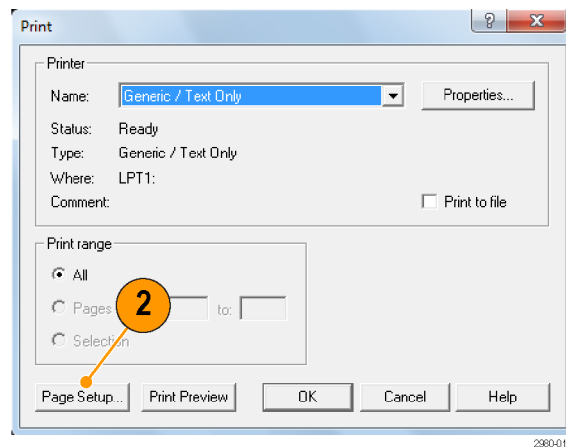 Print
Printer
Name: Generic / Text Only Properties...
Status: Ready
Type: Generic / Text Only
Where: LPT1:
Comment: Print to file
Print range
All
Pages 2 to:
Selection
Page Setup... Print Preview OK Cancel Help
2980-01